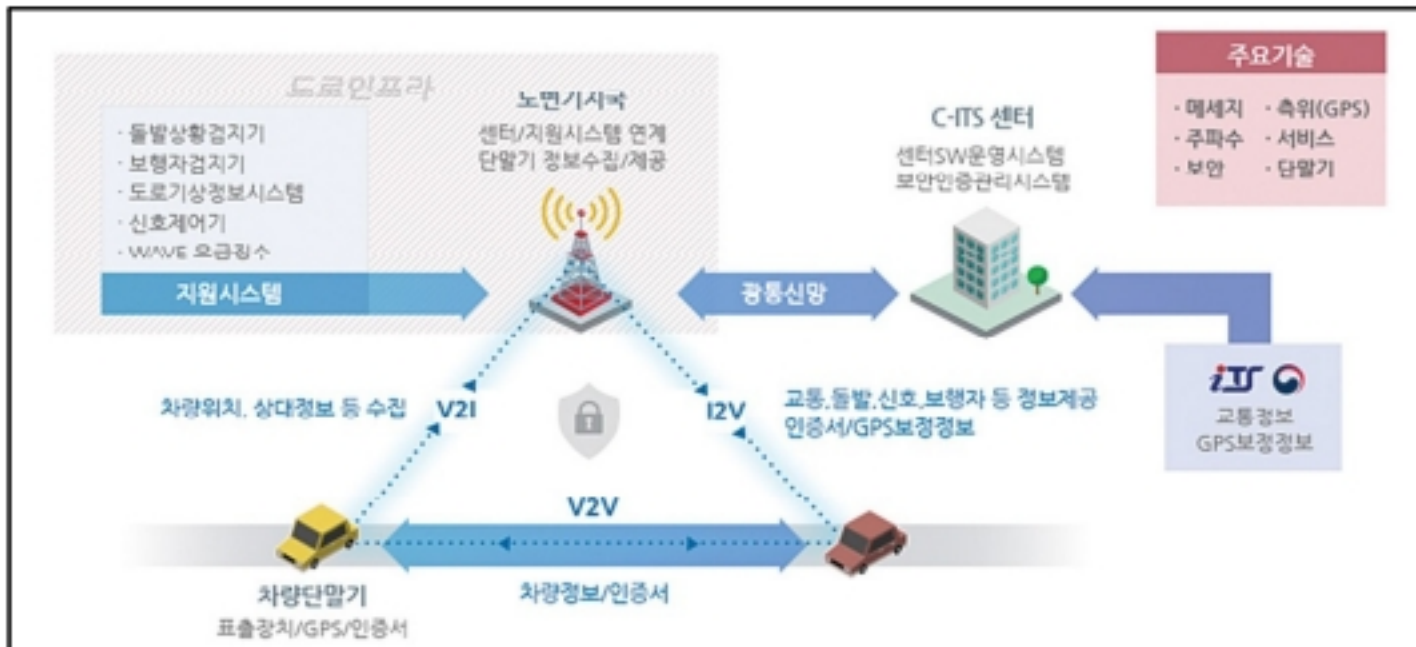 도로인프라
· 돌발상황검지기
· 보행자검지기
· 도로기상정보시스템
· 신호제어기
· WAVE 요금징수
지원시스템
노변기지국
센터/지원시스템 연계
단말기 정보수집/제공
광통신망
C-ITS 센터
센터SW운영시스템
보안인증관리시스템
주요기술
· 메세지 · 측위(GPS)
· 주파수 · 서비스
· 보안 · 단말기
iTS
교통정보
GPS보정정보
차량위치, 상대정보 등 수집
V2I
I2V
교통,돌발,신호,보행자 등 정보제공
인증서/GPS보정정보
V2V
차량정보/인증서
차량단말기
표출장치/GPS/인증서